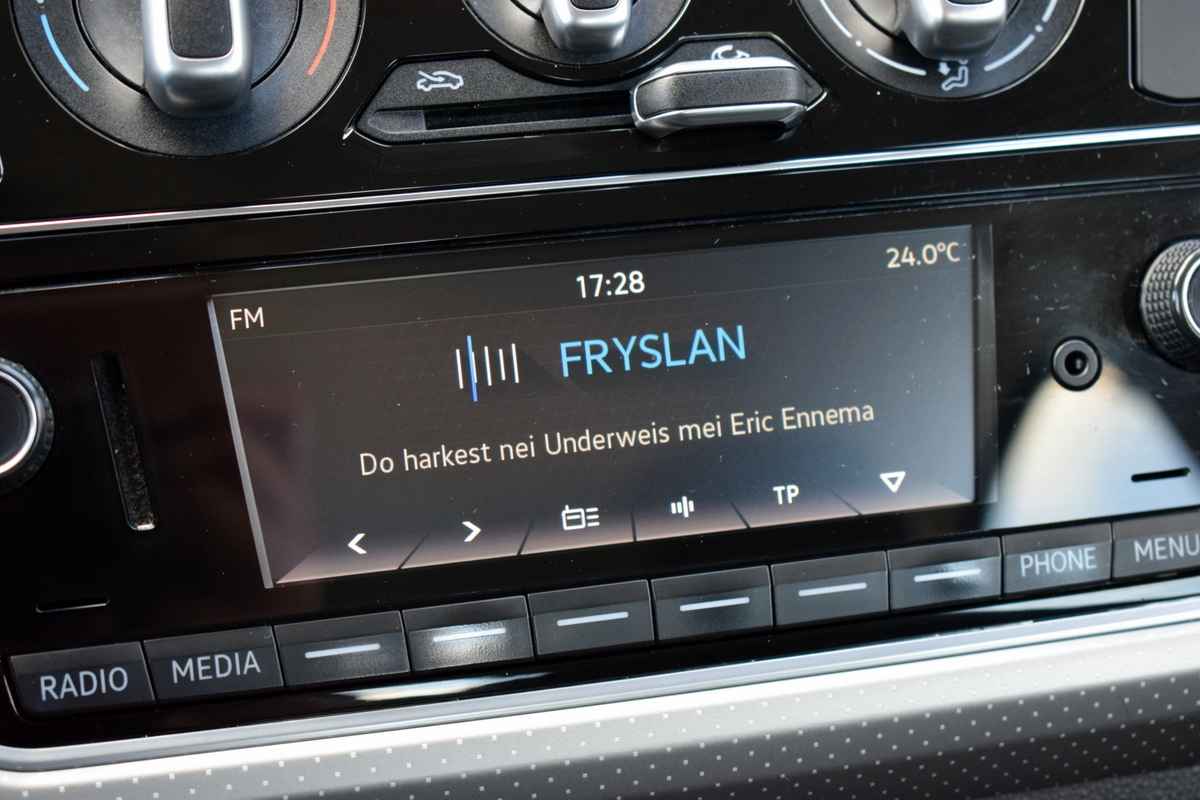 17:28
24.0°C
FM
FRYSLAN
Do harkest nei Underweis mei Eric Ennema
TP
RADIO
MEDIA
PHONE
MENU